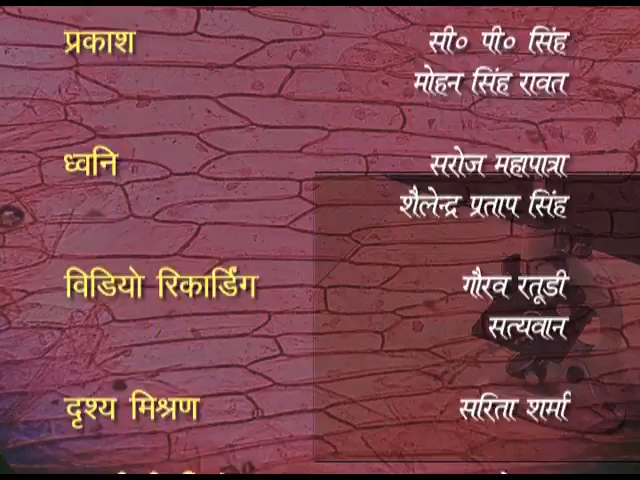 प्रकाश सी० पी० सिंह
मोहन सिंह रावत
ध्वनि सरोज महापात्रा
शैलेन्द्र प्रताप सिंह
विडियो रिकार्डिंग गौरव रतूडी
सत्यवान
दृश्य मिश्रण सरिता शर्मा